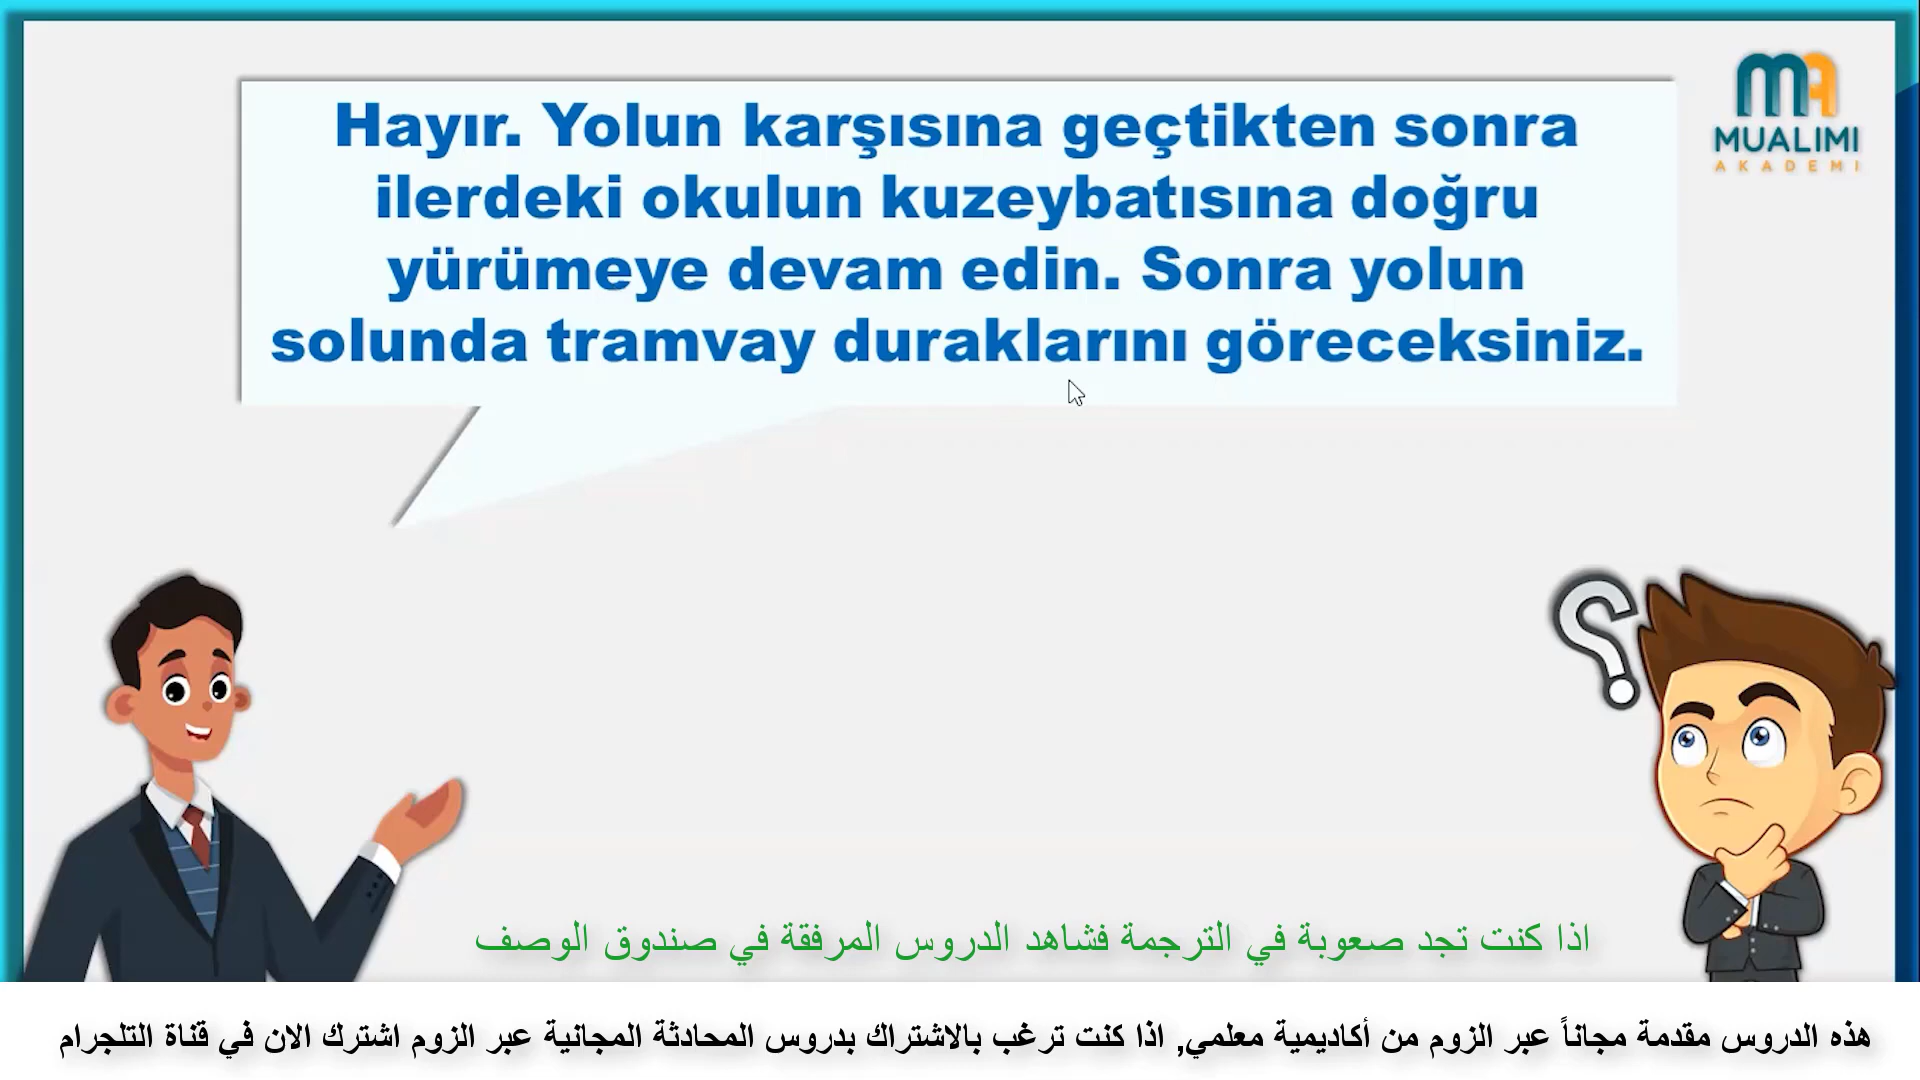 MUALIMI
AKADEMI
Hayır. Yolun karşısına geçtikten sonra
ilerdeki okulun kuzeybatısına doğru
yürümeye devam edin. Sonra yolun
solunda tramvay duraklarını göreceksiniz.
اذا كنت تجد صعوبة في الترجمة فشاهد الدروس المرفقة في صندوق الوصف
هذه الدروس مقدمة مجاناً عبر الزوم من أكاديمية معلمي, اذا كنت ترغب بالاشتراك بدروس المحادثة المجانية عبر الزوم اشترك الان في قناة التلجرام